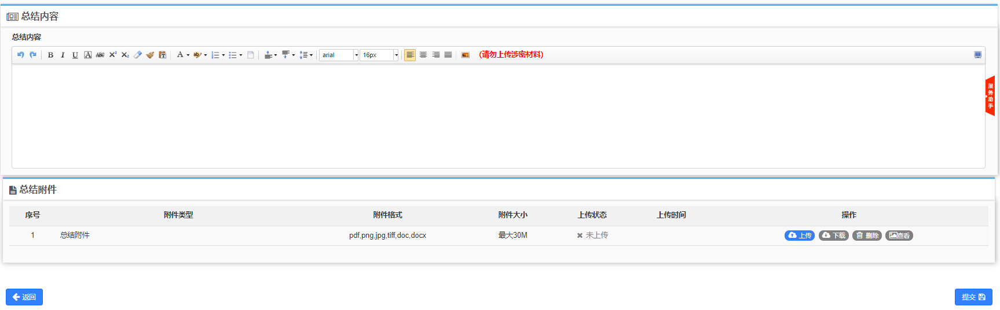 总结内容
总结内容
B I U A ABC X² X₂ A ab arial 16px (请勿上传涉密材料)
服务助手
总结附件
序号 附件类型 附件格式 附件大小 上传状态 上传时间 操作
1 总结附件 pdf,png,jpg,tiff,doc,docx 最大30M 未上传 上传 下载 删除 查看
返回 提交